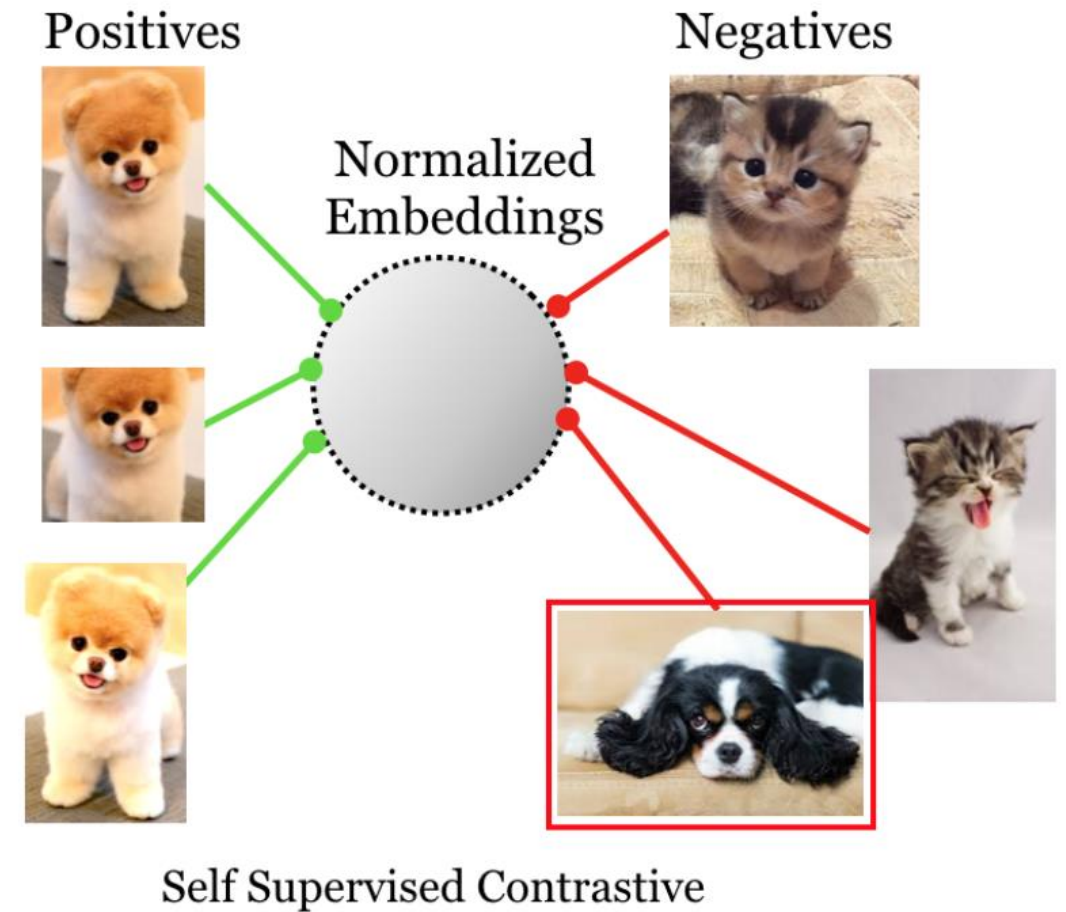 Positives
Negatives
Normalized
Embeddings
Self Supervised Contrastive